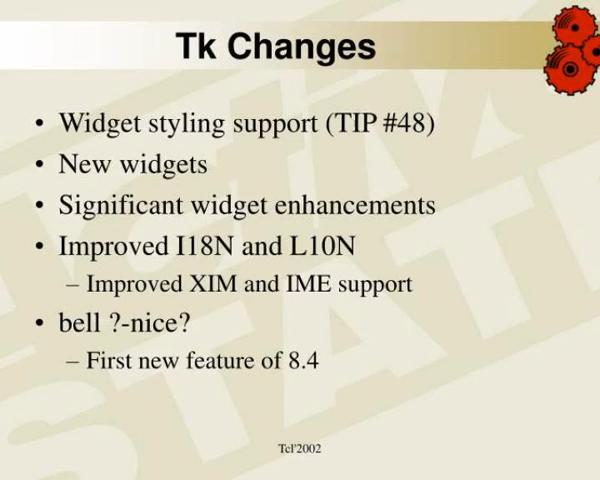 Tk Changes
• Widget styling support (TIP #48)
• New widgets
• Significant widget enhancements
• Improved I18N and L10N
– Improved XIM and IME support
• bell ?-nice?
– First new feature of 8.4
Tcl'2002